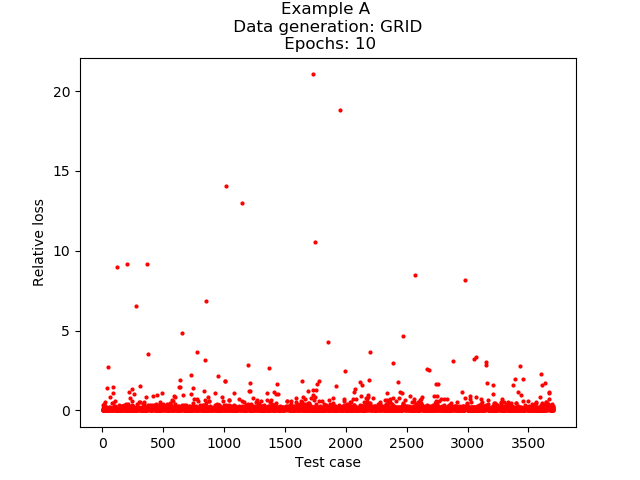 Example A
Data generation: GRID
Epochs: 10
Relative loss
20
15
10
5
0
0 500 1000 1500 2000 2500 3000 3500
Test case